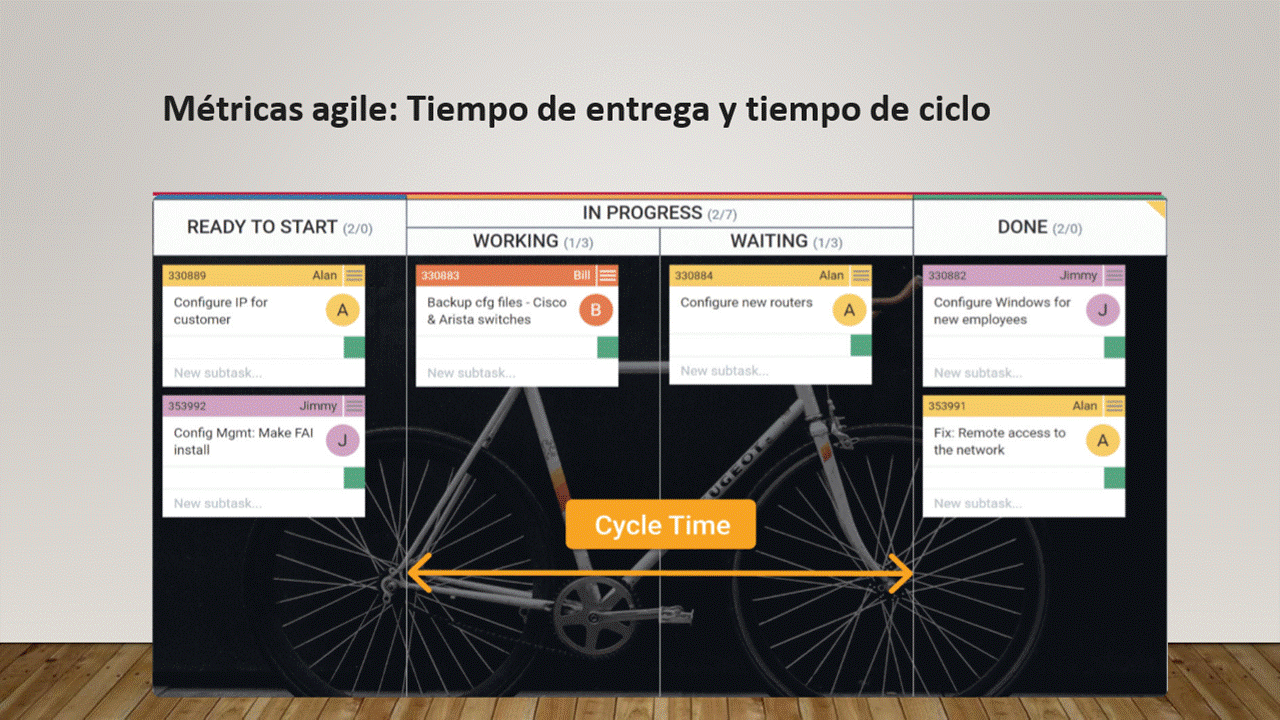 Métricas agile: Tiempo de entrega y tiempo de ciclo
READY TO START (2/0)
IN PROGRESS (2/7)
WORKING (1/3)
WAITING (1/3)
DONE (2/0)
330889 Alan
Configure IP for
customer
A
New subtask...
353992 Jimmy
Config Mgmt: Make FAI
install
J
New subtask...
330883 Bill
Backup cfg files - Cisco
& Arista switches
B
New subtask...
330884 Alan
Configure new routers
A
New subtask...
330882 Jimmy
Configure Windows for
new employees
J
New subtask...
353991 Alan
Fix: Remote access to
the network
A
New subtask...
Cycle Time